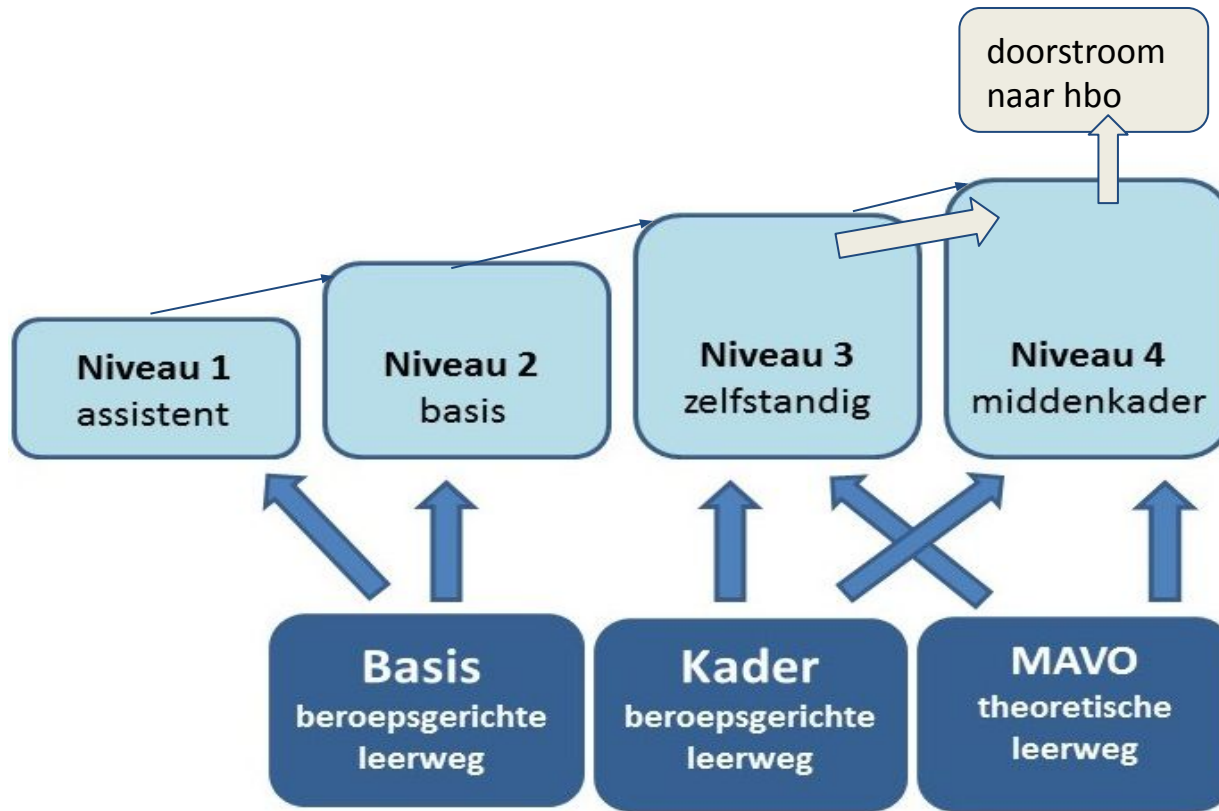 doorstroom
naar hbo
Niveau 1
assistent
Niveau 2
basis
Niveau 3
zelfstandig
Niveau 4
middenkader
Basis
beroepsgerichte
leerweg
Kader
beroepsgerichte
leerweg
MAVO
theoretische
leerweg